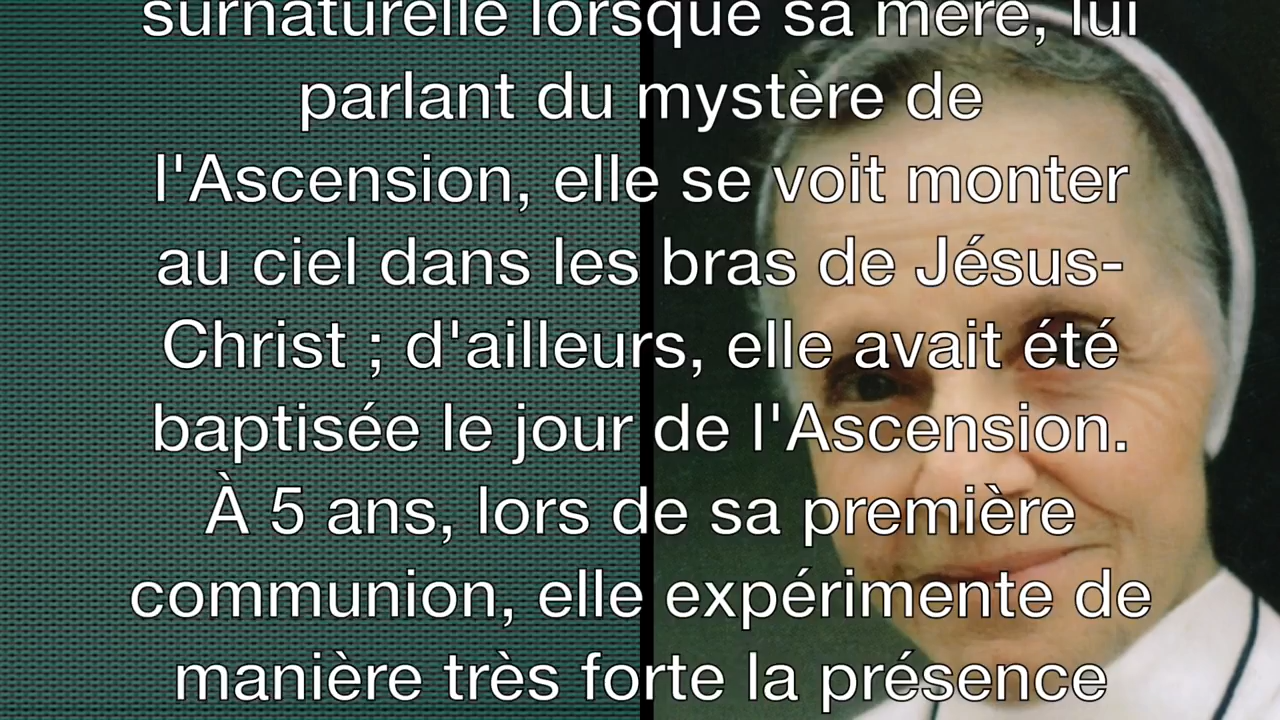 surnaturelle lorsque sa mère, lui
parlant du mystère de
l'Ascension, elle se voit monter
au ciel dans les bras de Jésus-
Christ ; d'ailleurs, elle avait été
baptisée le jour de l'Ascension.
À 5 ans, lors de sa première
communion, elle expérimente de
manière très forte la présence